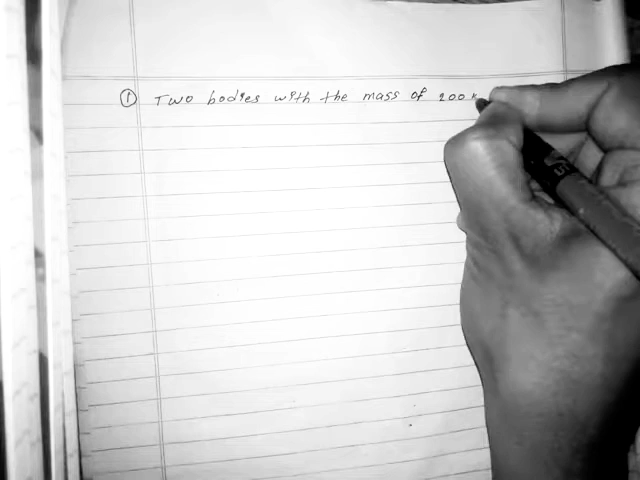 ① Two bodies with the mass of 200 k